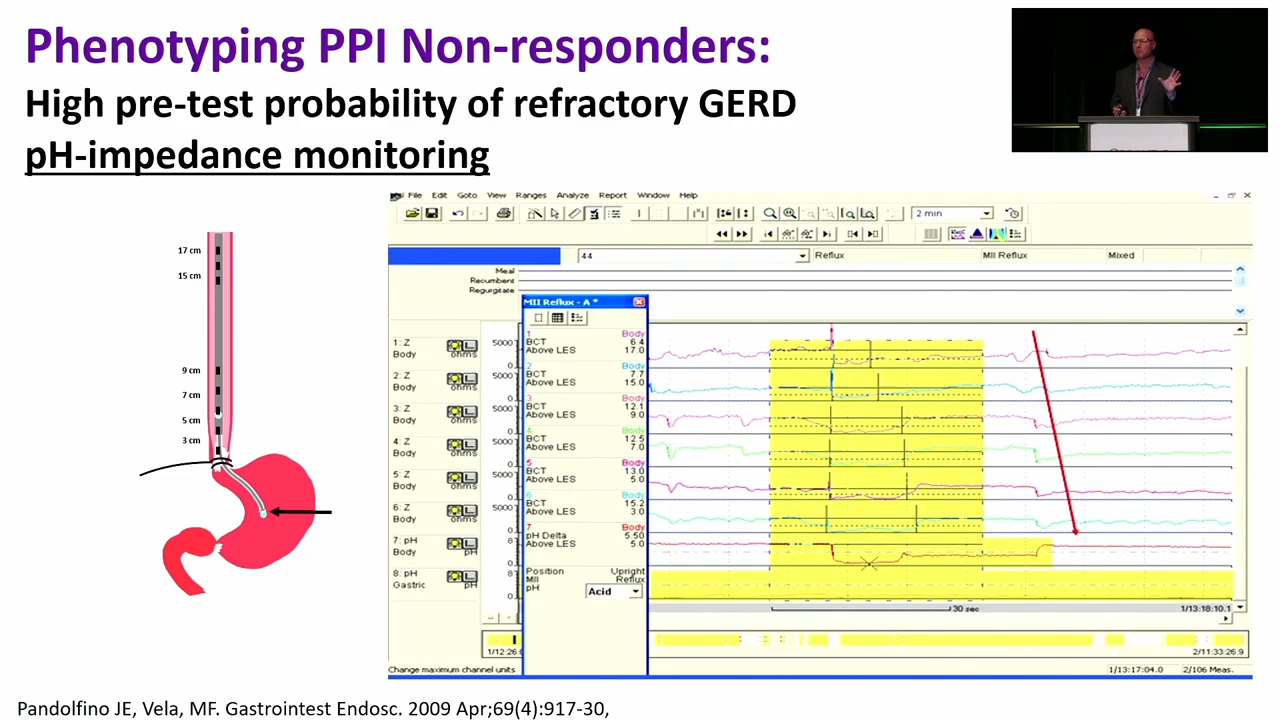 Phenotyping PPI Non-responders:
High pre-test probability of refractory GERD
pH-impedance monitoring
17 cm
15 cm
9 cm
7 cm
5 cm
3 cm
File Edit Goto View Ranges Analyze Report Window Help
2 min
44 Reflux MII Reflux Mixed
Meal
Recumbent
Regurgitate
MII Reflux - A *
1 Body
BCT 6.4
Above LES 17.0
2 Body
BCT 7.7
Above LES 15.0
3 Body
BCT 12.1
Above LES 9.0
4 Body
BCT 12.5
Above LES 7.0
5 Body
BCT 13.0
Above LES 5.0
6 Body
BCT 15.2
Above LES 3.0
7 Body
pH Delta 5.50
Above LES 5.0
Position Upright
MII Reflux
pH Acid
1: Z
Body ohms
5000
0
2: Z
Body ohms
5000
0
3: Z
Body ohms
5000
0
4: Z
Body ohms
5000
0
5: Z
Body ohms
5000
0
6: Z
Body ohms
5000
0
7: pH
Body pH
8
0
8: pH
Gastric pH
8
0
30 sec
1/13:18:10.1
1/12:26:
2/11:33:26.9
Change maximum channel units
1/13:17:04.0 2/106 Meas.
Pandolfino JE, Vela, MF. Gastrointest Endosc. 2009 Apr;69(4):917-30,